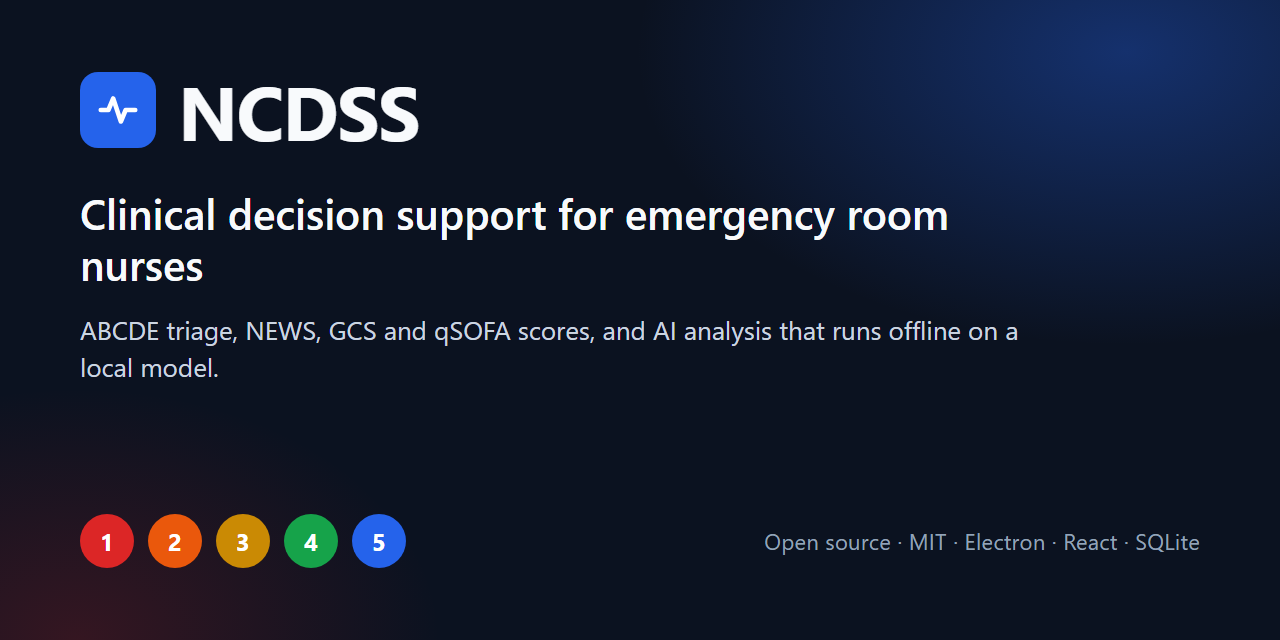 NCDSS
Clinical decision support for emergency room
nurses
ABCDE triage, NEWS, GCS and qSOFA scores, and AI analysis that runs offline on a
local model.
1 2 3 4 5
Open source · MIT · Electron · React · SQLite